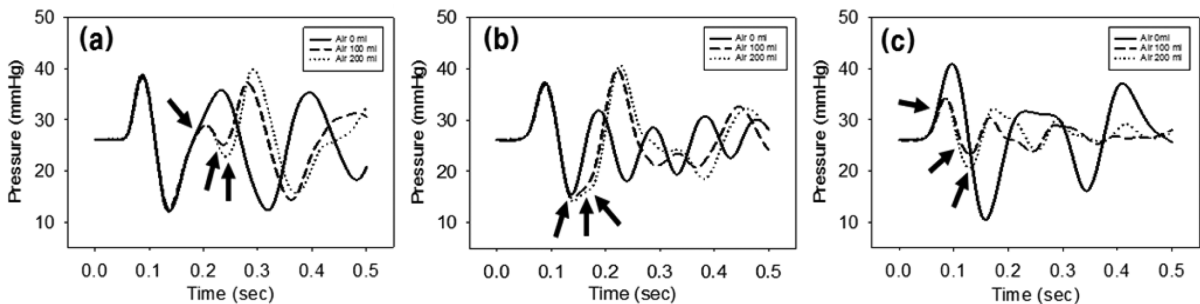 (a)
Air 0 ml
Air 100 ml
Air 200 ml
50
40
30
20
10
Pressure (mmHg)
0.0 0.1 0.2 0.3 0.4 0.5
Time (sec)
(b)
Air 0 ml
Air 100 ml
Air 200 ml
50
40
30
20
10
Pressure (mmHg)
0.0 0.1 0.2 0.3 0.4 0.5
Time (sec)
(c)
Air 0ml
Air 100 ml
Air 200 ml
50
40
30
20
10
Pressure (mmHg)
0.0 0.1 0.2 0.3 0.4 0.5
Time (sec)